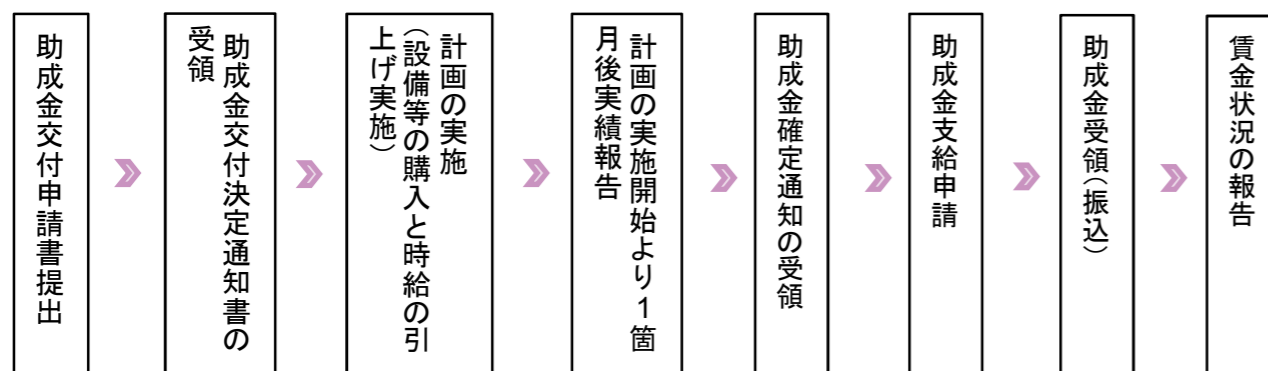 助成金交付申請書提出
助成金交付決定通知書の
受領
計画の実施
（設備等の購入と時給の引
上げ実施）
計画の実施開始より１箇
月後実績報告
助成金確定通知の受領
助成金支給申請
助成金受領（振込）
賃金状況の報告